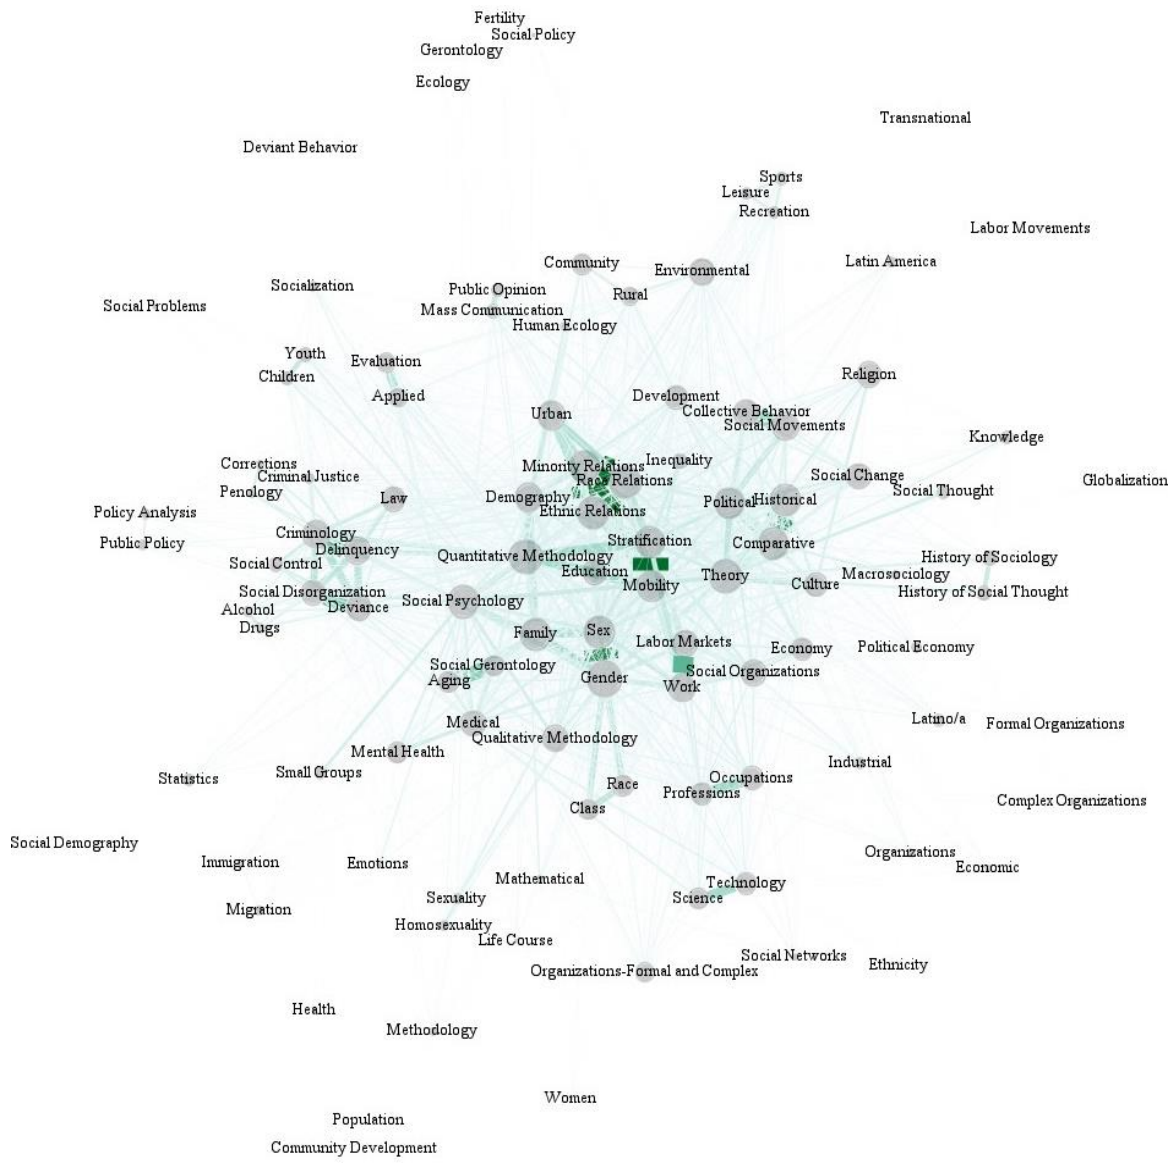 Fertility
Social Policy
Gerontology
Ecology
Transnational
Deviant Behavior
Sports
Leisure
Recreation
Labor Movements
Community
Environmental
Latin America
Socialization
Public Opinion
Rural
Social Problems
Mass Communication
Human Ecology
Youth
Evaluation
Children
Religion
Applied
Development
Urban
Collective Behavior
Social Movements
Knowledge
Corrections
Criminal Justice
Minority Relations
Inequality
Race Relations
Social Change
Globalization
Penology
Law
Demography
Political
Historical
Social Thought
Policy Analysis
Ethnic Relations
Criminology
Public Policy
Delinquency
Stratification
Comparative
Quantitative Methodology
History of Sociology
Social Control
Education
Mobility
Theory
Culture
Macrosociology
History of Social Thought
Social Disorganization
Alcohol
Deviance
Social Psychology
Drugs
Family
Sex
Labor Markets
Economy
Political Economy
Social Gerontology
Aging
Gender
Social Organizations
Work
Medical
Qualitative Methodology
Latino/a
Formal Organizations
Mental Health
Statistics
Small Groups
Industrial
Race
Professions
Occupations
Class
Complex Organizations
Social Demography
Immigration
Emotions
Organizations
Economic
Mathematical
Technology
Sexuality
Science
Migration
Homosexuality
Life Course
Social Networks
Ethnicity
Organizations-Formal and Complex
Health
Methodology
Women
Population
Community Development